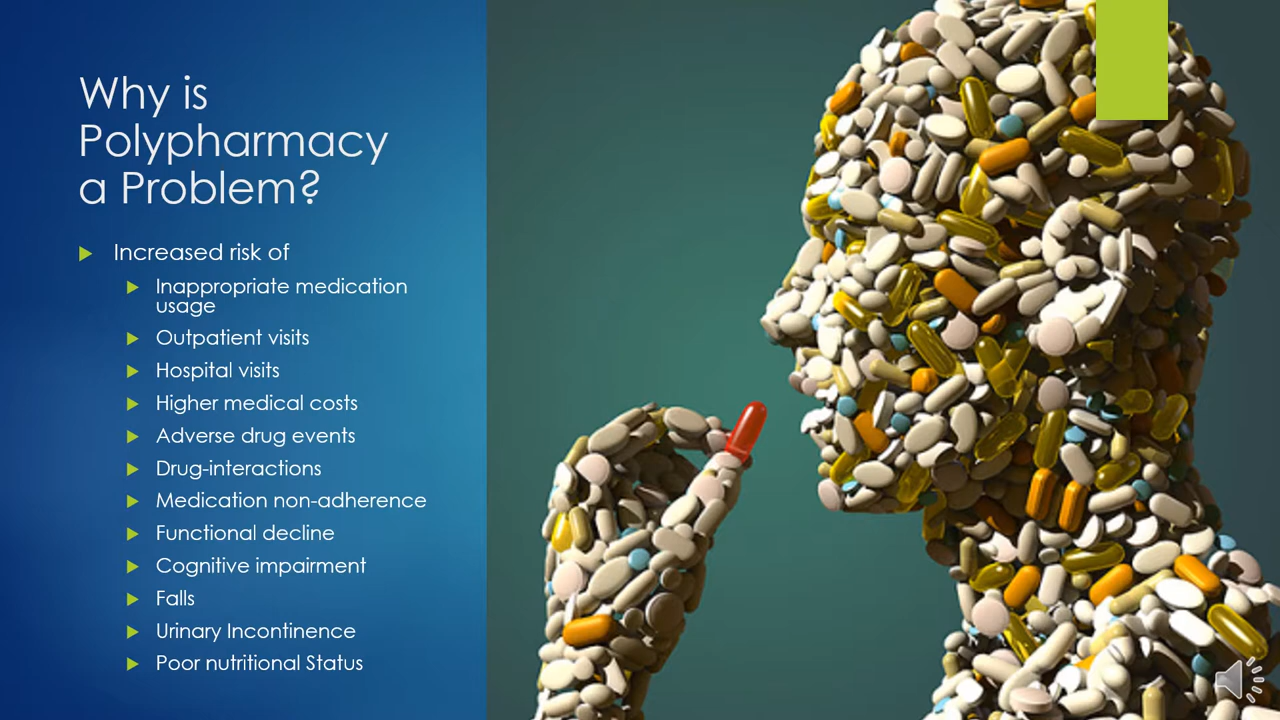 Why is
Polypharmacy
a Problem?
Increased risk of
Inappropriate medication
usage
Outpatient visits
Hospital visits
Higher medical costs
Adverse drug events
Drug-interactions
Medication non-adherence
Functional decline
Cognitive impairment
Falls
Urinary Incontinence
Poor nutritional Status